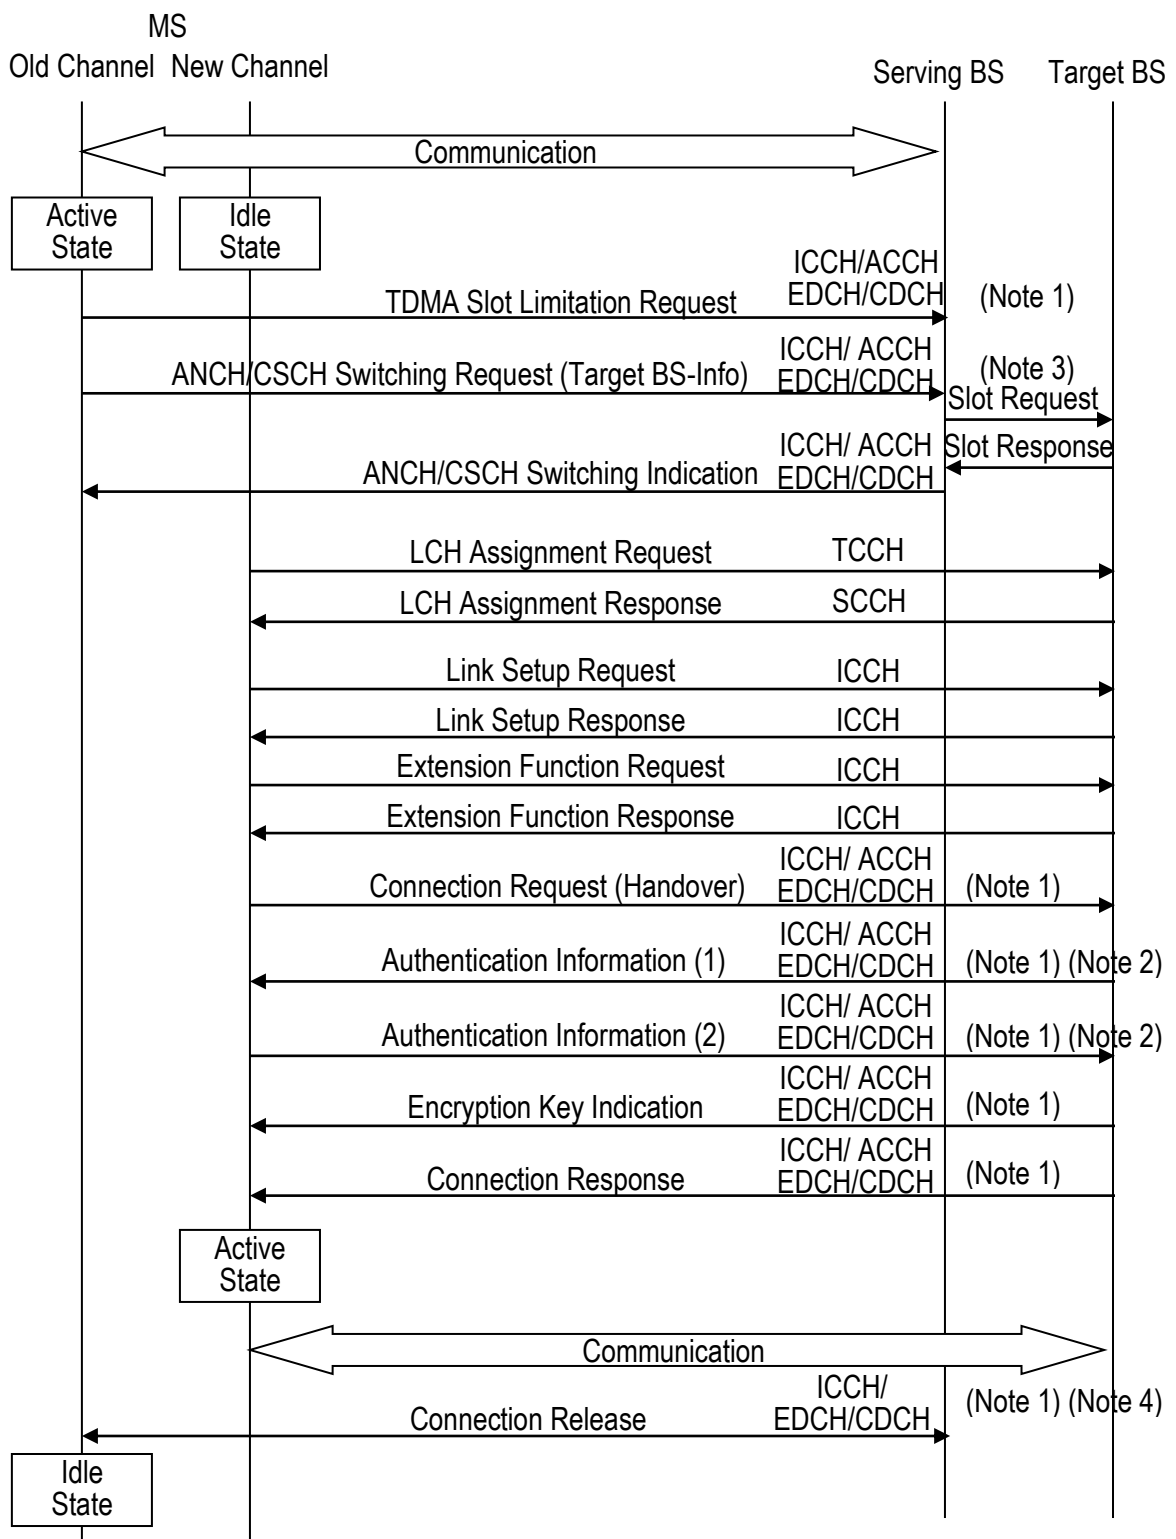 MS
Old Channel New Channel
Serving BS Target BS
Communication
Active
State
Idle
State
ICCH/ACCH
EDCH/CDCH
TDMA Slot Limitation Request
(Note 1)
ICCH/ ACCH
EDCH/CDCH
ANCH/CSCH Switching Request (Target BS-Info)
(Note 3)
Slot Request
Slot Response
ICCH/ ACCH
EDCH/CDCH
ANCH/CSCH Switching Indication
LCH Assignment Request TCCH
LCH Assignment Response SCCH
Link Setup Request ICCH
Link Setup Response ICCH
Extension Function Request ICCH
Extension Function Response ICCH
ICCH/ ACCH
Connection Request (Handover) EDCH/CDCH (Note 1)
ICCH/ ACCH
Authentication Information (1) EDCH/CDCH (Note 1) (Note 2)
ICCH/ ACCH
Authentication Information (2) EDCH/CDCH (Note 1) (Note 2)
ICCH/ ACCH
Encryption Key Indication EDCH/CDCH (Note 1)
ICCH/ ACCH
Connection Response EDCH/CDCH (Note 1)
Active
State
Communication
ICCH/
Connection Release EDCH/CDCH (Note 1) (Note 4)
Idle
State